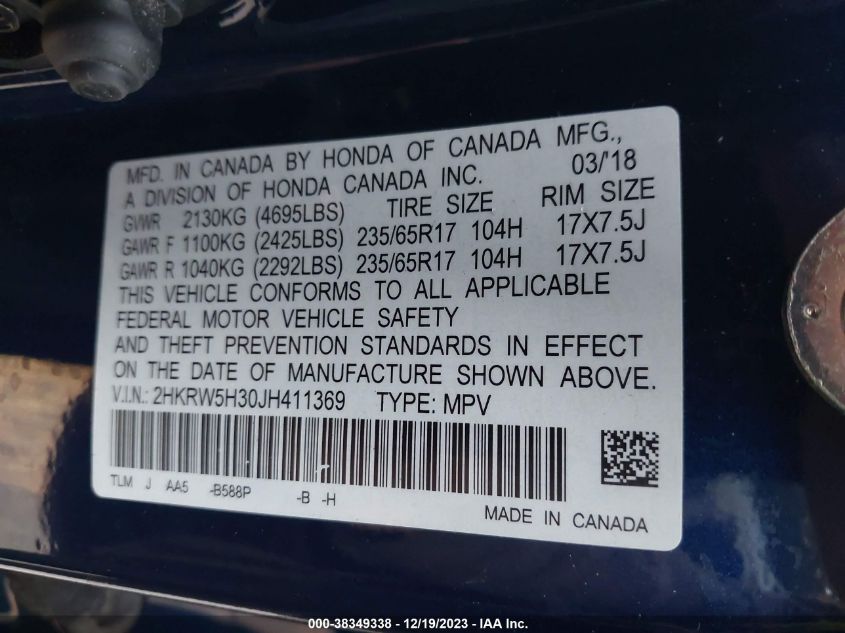 MFD. IN CANADA BY HONDA OF CANADA MFG.,
A DIVISION OF HONDA CANADA INC. 03/'18
GVWR 2130KG (4695LBS) TIRE SIZE RIM SIZE
GAWR F 1100KG (2425LBS) 235/65R17 104H 17X7.5J
GAWR R 1040KG (2292LBS) 235/65R17 104H 17X7.5J
THIS VEHICLE CONFORMS TO ALL APPLICABLE
FEDERAL MOTOR VEHICLE SAFETY
AND THEFT PREVENTION STANDARDS IN EFFECT
ON THE DATE OF MANUFACTURE SHOWN ABOVE.
V.I.N.: 2HKRW5H30JH411369 TYPE: MPV
TLM J AA5 -B588P -B -H
MADE IN CANADA
000-38349338 - 12/19/2023 - IAA Inc.